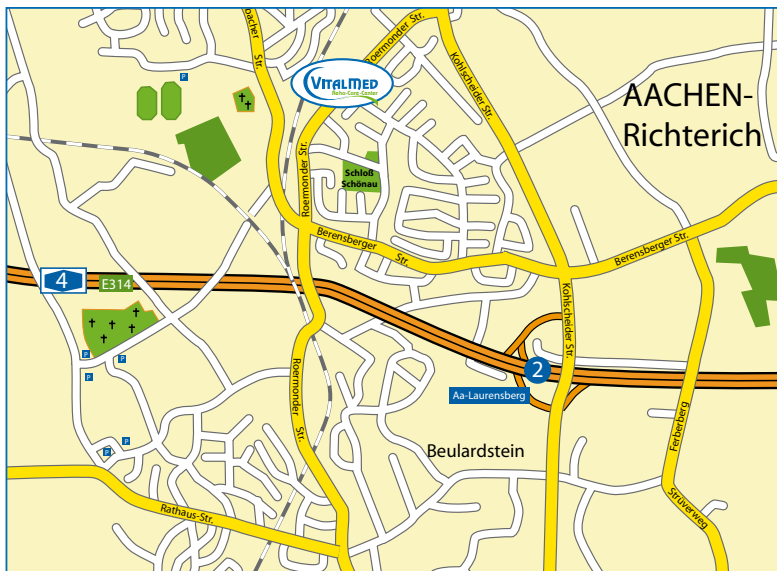 bacher
Str.
Roermonder Str.
Kohlscheider Str.
VITALMED
Reha-Care-Center
AACHEN-
Richterich
P
Schloß
Schönau
Roermonder Str.
Berensberger
Str.
Berensberger Str.
4
E314
Kohlscheider Str.
2
Aa-Laurensberg
P
P
P
Roermonder
Str.
Ferberberg
P
P
Beulardstein
Rathaus-Str.
Strüverweg